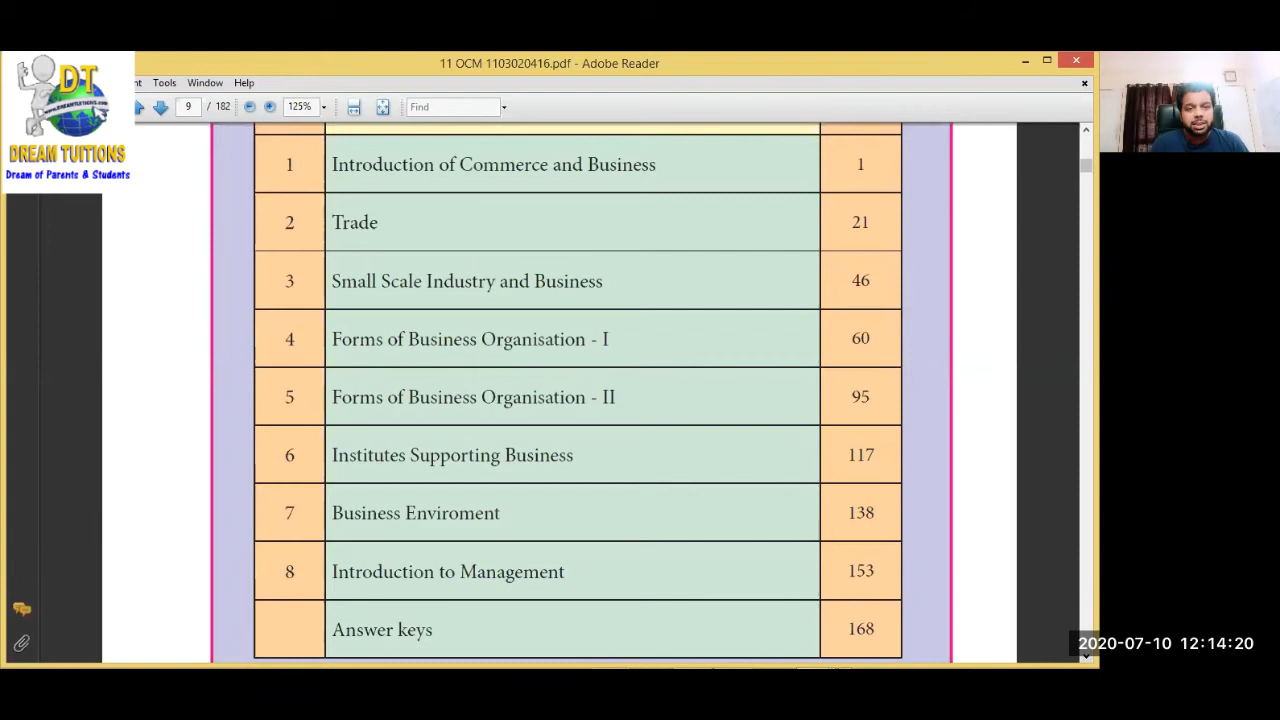 11 OCM 1103020416.pdf - Adobe Reader
nt Tools Window Help
9 / 182 125% Find
DT
www.DREAMTUITIONS.com
DREAM TUITIONS
Dream of Parents & Students
1 Introduction of Commerce and Business 1
2 Trade 21
3 Small Scale Industry and Business 46
4 Forms of Business Organisation - I 60
5 Forms of Business Organisation - II 95
6 Institutes Supporting Business 117
7 Business Enviroment 138
8 Introduction to Management 153
Answer keys 168
2020-07-10 12:14:20